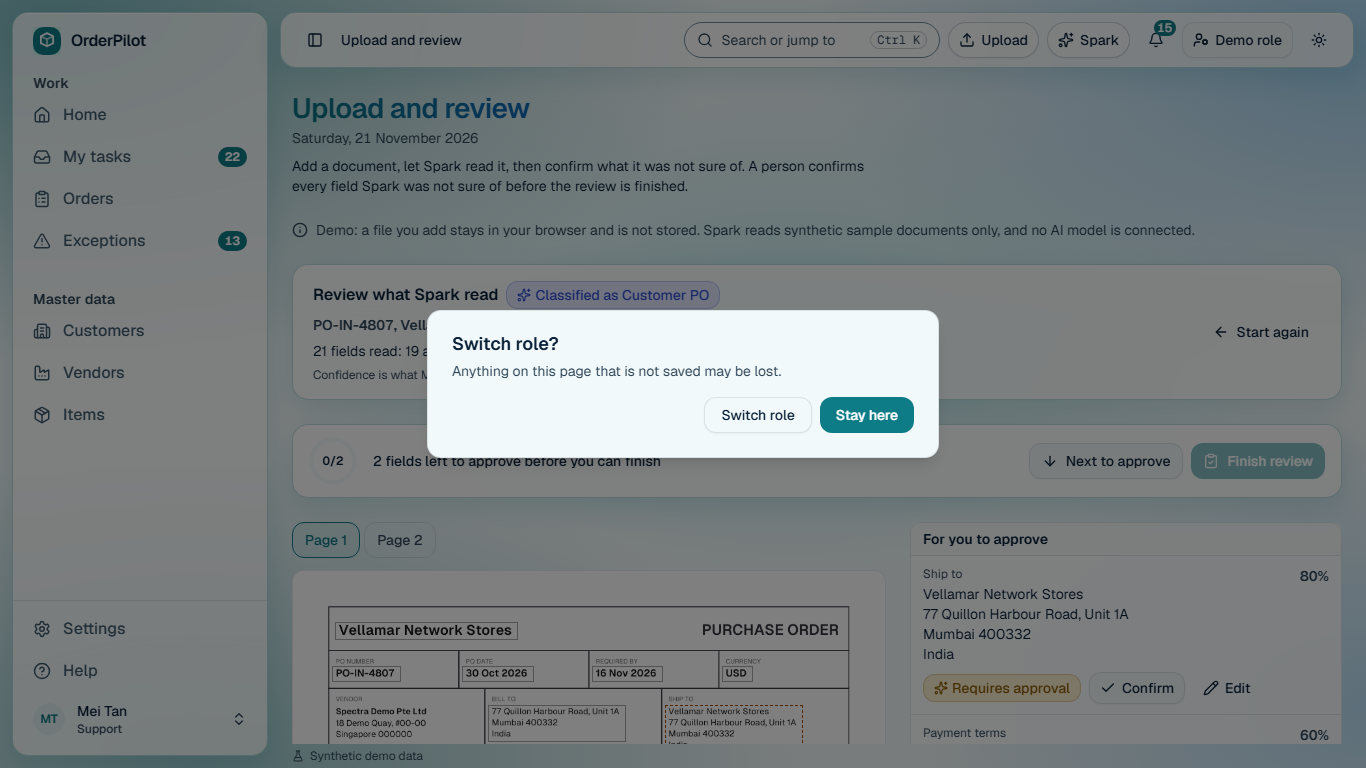 OrderPilot
Work
Home
My tasks
22
Orders
Exceptions
13
Master data
Customers
Vendors
Items
Settings
Help
MT
Mei Tan
Support
Upload and review
Search or jump to
Ctrl K
Upload
Spark
15
Demo role
Upload and review
Saturday, 21 November 2026
Add a document, let Spark read it, then confirm what it was not sure of. A person confirms
every field Spark was not sure of before the review is finished.
Demo: a file you add stays in your browser and is not stored. Spark reads synthetic sample documents only, and no AI model is connected.
Review what Spark read
Classified as Customer PO
PO-IN-4807,
21 fields read: 19
Confidence is what
Start again
Switch role?
Anything on this page that is not saved may be lost.
Switch role
Stay here
0/2
2 fields left to approve before you can finish
Next to approve
Finish review
Page 1
Page 2
Vellamar Network Stores
PURCHASE ORDER
PO NUMBER
PO-IN-4807
PO DATE
30 Oct 2026
REQUIRED BY
16 Nov 2026
CURRENCY
USD
VENDOR
Spectra Demo Pte Ltd
18 Demo Quay, #00-00
Singapore 000000
BILL TO
77 Quillon Harbour Road, Unit 1A
Mumbai 400332
India
SHIP TO
Vellamar Network Stores
77 Quillon Harbour Road, Unit 1A
Mumbai 400332
For you to approve
Ship to
80%
Vellamar Network Stores
77 Quillon Harbour Road, Unit 1A
Mumbai 400332
India
Requires approval
Confirm
Edit
Payment terms
60%
Synthetic demo data